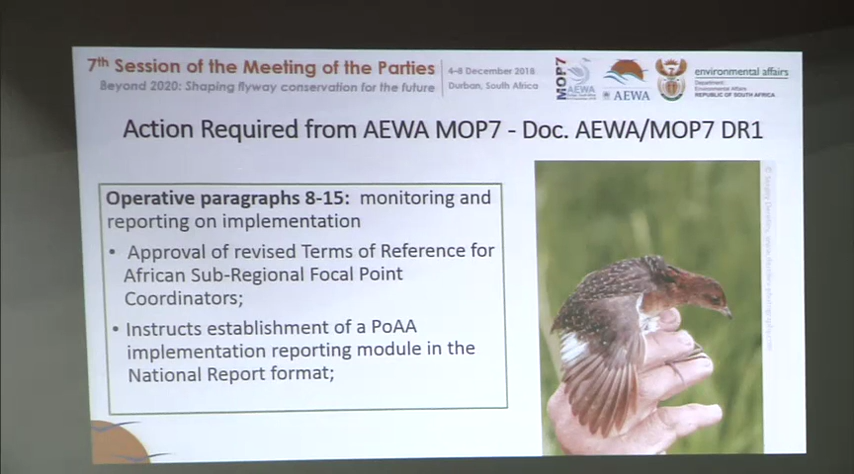 7th Session of the Meeting of the Parties
Beyond 2020: Shaping flyway conservation for the future
4–8 December 2018
Durban, South Africa
MOP7
AEWA
AEWA
environmental affairs
Department:
Environmental Affairs
REPUBLIC OF SOUTH AFRICA
Action Required from AEWA MOP7 - Doc. AEWA/MOP7 DR1
Operative paragraphs 8-15: monitoring and
reporting on implementation
• Approval of revised Terms of Reference for
African Sub-Regional Focal Point
Coordinators;
• Instructs establishment of a PoAA
implementation reporting module in the
National Report format;